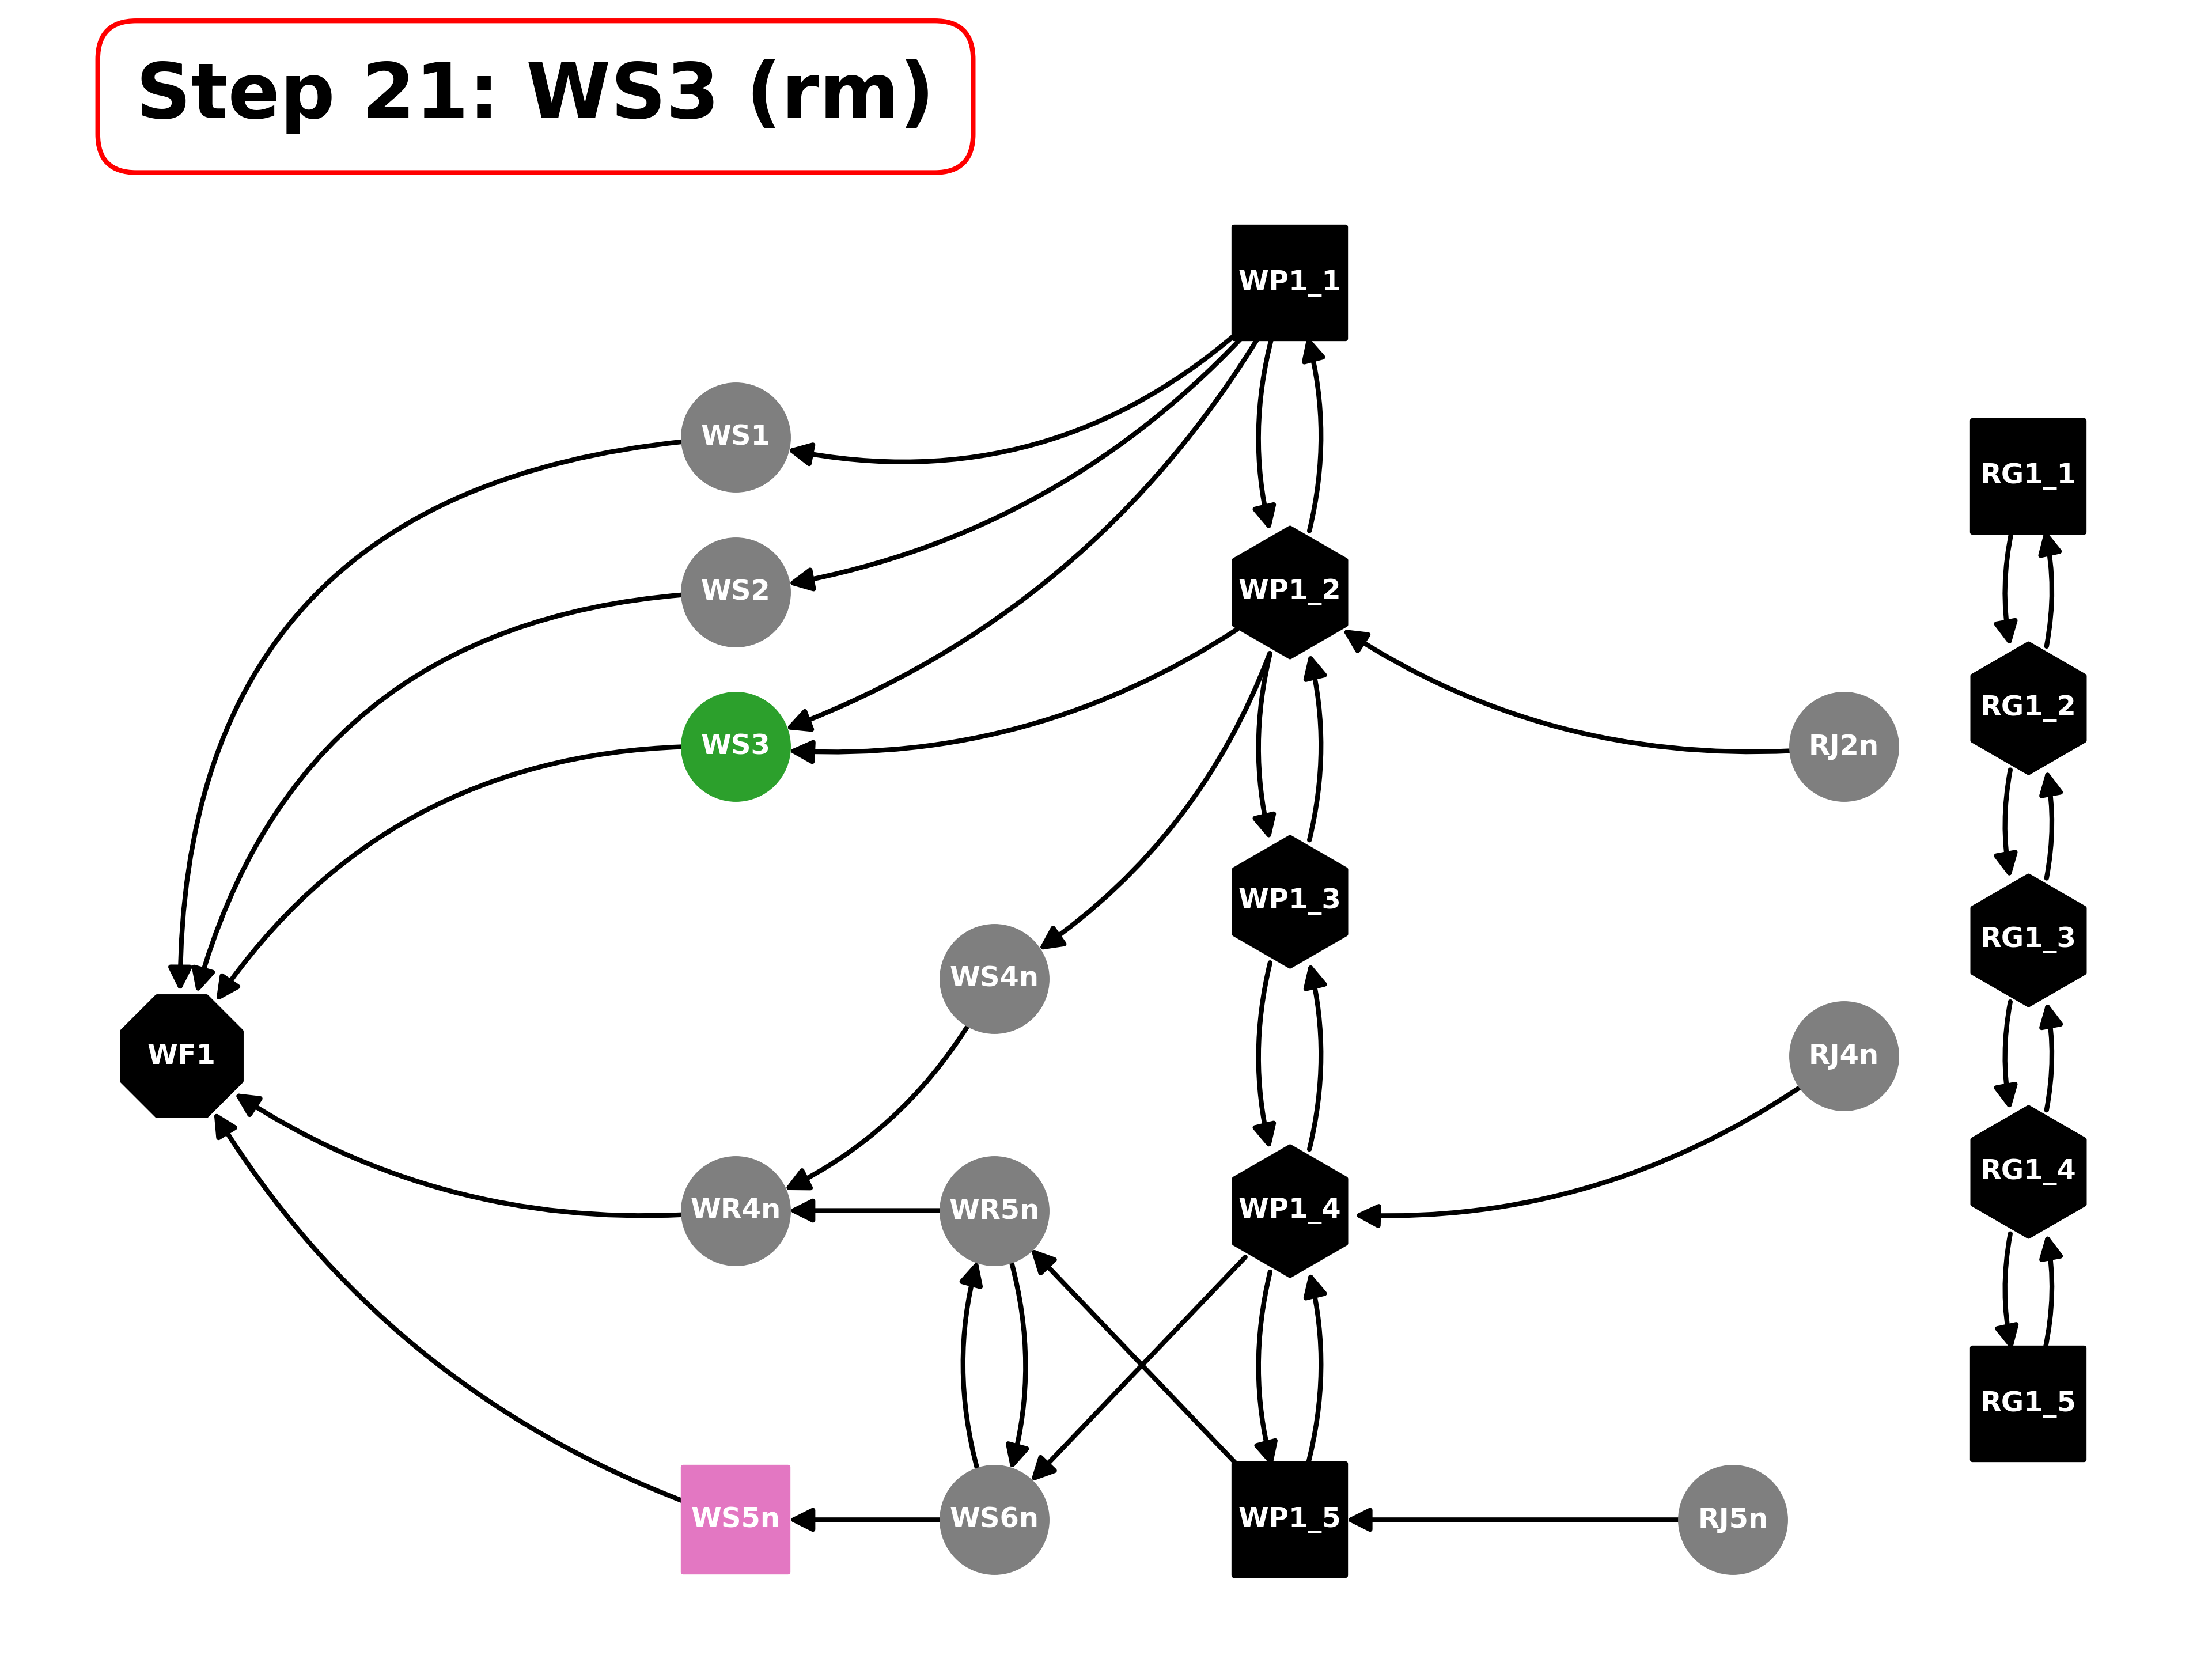 Step 21: WS3 (rm)
WP1_1
WS1
RG1_1
WS2
WP1_2
RG1_2
WS3
RJ2n
WP1_3
RG1_3
WS4n
WF1
RJ4n
RG1_4
WR4n
WR5n
WP1_4
RG1_5
WS5n
WS6n
WP1_5
RJ5n